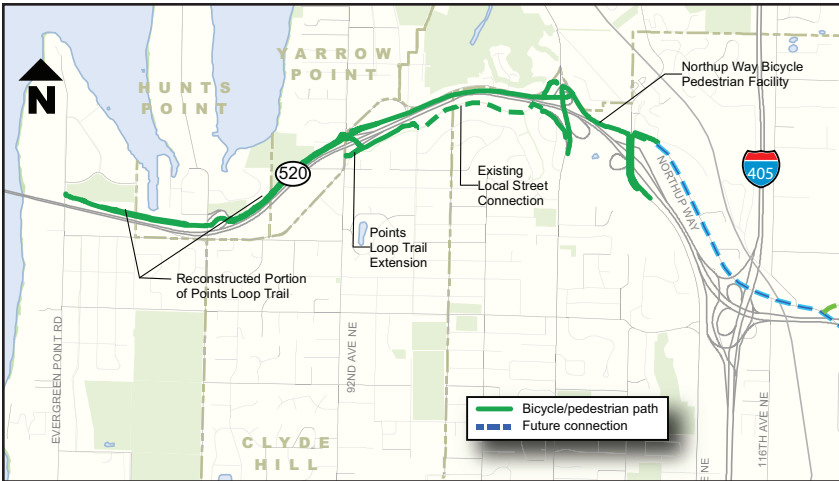 YARROW
POINT
HUNTS
POINT
N
Northup Way Bicycle
Pedestrian Facility
520
405
Existing
Local Street
Connection
NORTHUP WAY
Points
Loop Trail
Extension
Reconstructed Portion
of Points Loop Trail
EVERGREEN POINT RD
92ND AVE NE
Bicycle/pedestrian path
Future connection
CLYDE
HILL
NE
116TH AVE NE